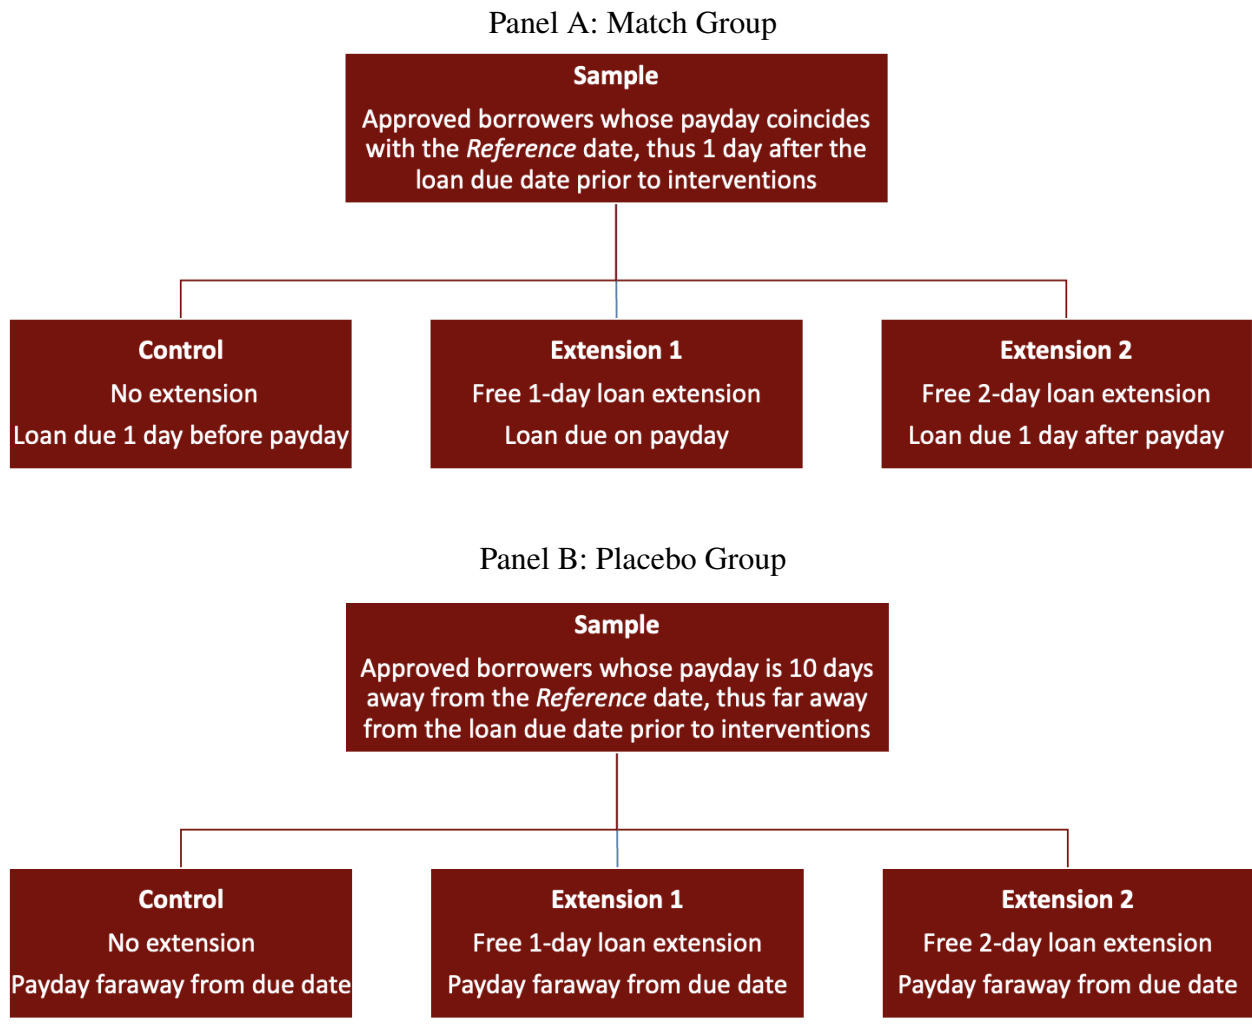 Panel A: Match Group
Sample
Approved borrowers whose payday coincides
with the Reference date, thus 1 day after the
loan due date prior to interventions
Control
No extension
Loan due 1 day before payday
Extension 1
Free 1-day loan extension
Loan due on payday
Extension 2
Free 2-day loan extension
Loan due 1 day after payday
Panel B: Placebo Group
Sample
Approved borrowers whose payday is 10 days
away from the Reference date, thus far away
from the loan due date prior to interventions
Control
No extension
Payday faraway from due date
Extension 1
Free 1-day loan extension
Payday faraway from due date
Extension 2
Free 2-day loan extension
Payday faraway from due date